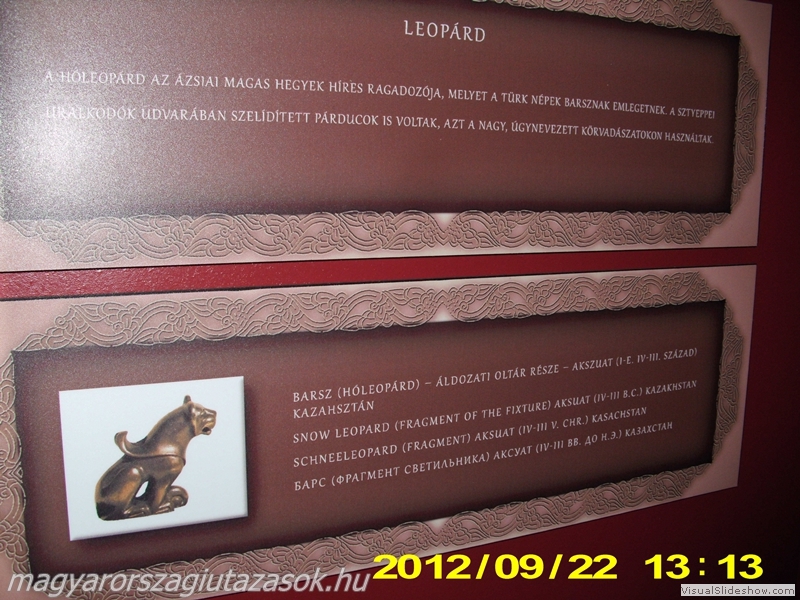 LEOPÁRD
A HÓLEOPÁRD AZ ÁZSIAI MAGAS HEGYEK HÍRES RAGADOZÓJA, MELYET A TÜRK NÉPEK BARSZNAK EMLEGETNEK. A SZTYEPPEI
URALKODÓK UDVARÁBAN SZELÍDÍTETT PÁRDUCOK IS VOLTAK, AZT A NAGY, ÚGYNEVEZETT KÖRVADÁSZATOKON HASZNÁLTAK.
BARSZ (HÓLEOPÁRD) – ÁLDOZATI OLTÁR RÉSZE – AKSZUAT (I-E. IV-III. SZÁZAD)
KAZAHSZTÁN
SNOW LEOPARD (FRAGMENT OF THE FIXTURE) AKSUAT (IV-III B.C.) KAZAKHSTAN
SCHNEELEOPARD (FRAGMENT) AKSUAT (IV-III V. CHR.) KASACHSTAN
БАРС (ФРАГМЕНТ СВЕТИЛЬНИКА) АКСУАТ (IV-III ВВ. ДО Н.Э.) КАЗАХСТАН
2012/09/22 13:13
magyarorszagiutazasok.hu
VisualSlideshow.com